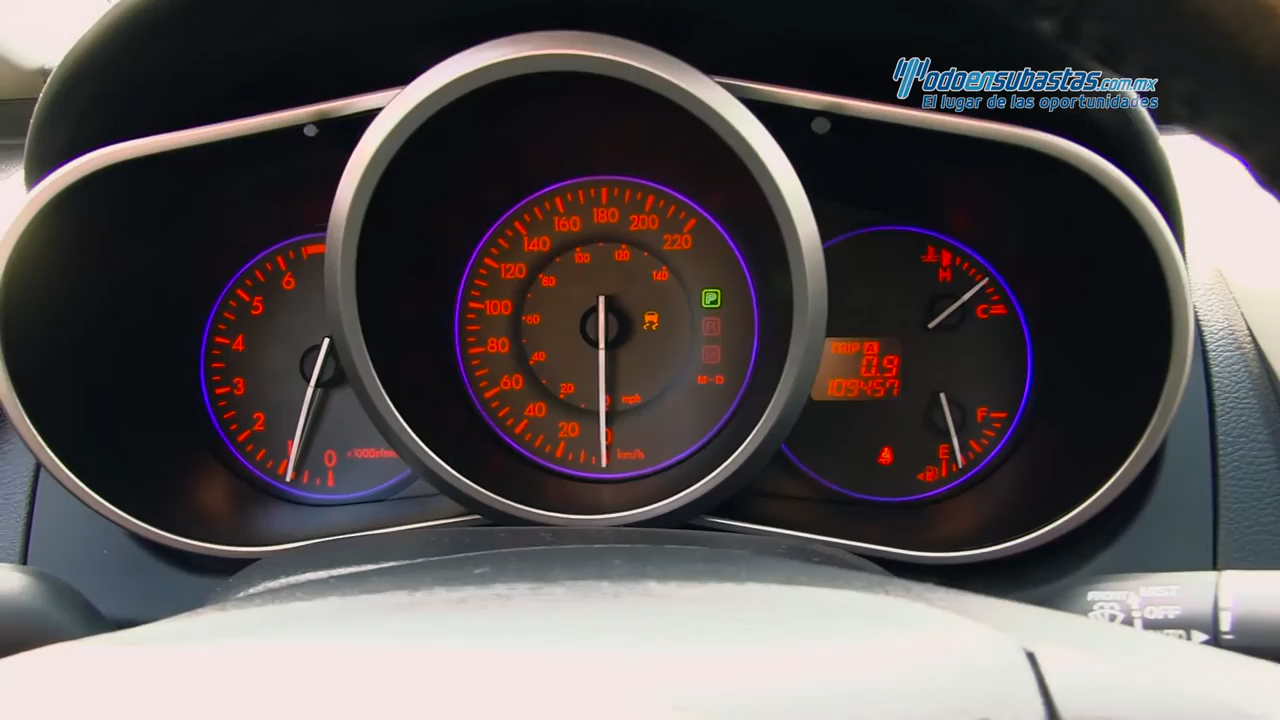 Todoensubastas.com.mx
El lugar de las oportunidades
6
5
4
3
2
1
0
x1000r/min
0
20
40
60
80
100
120
140
160
180
200
220
km/h
20
40
60
80
100
120
140
mph
P
R
M-D
H
C
TRIP A
0.9
109457
F
E
FRONT
MIST
OFF